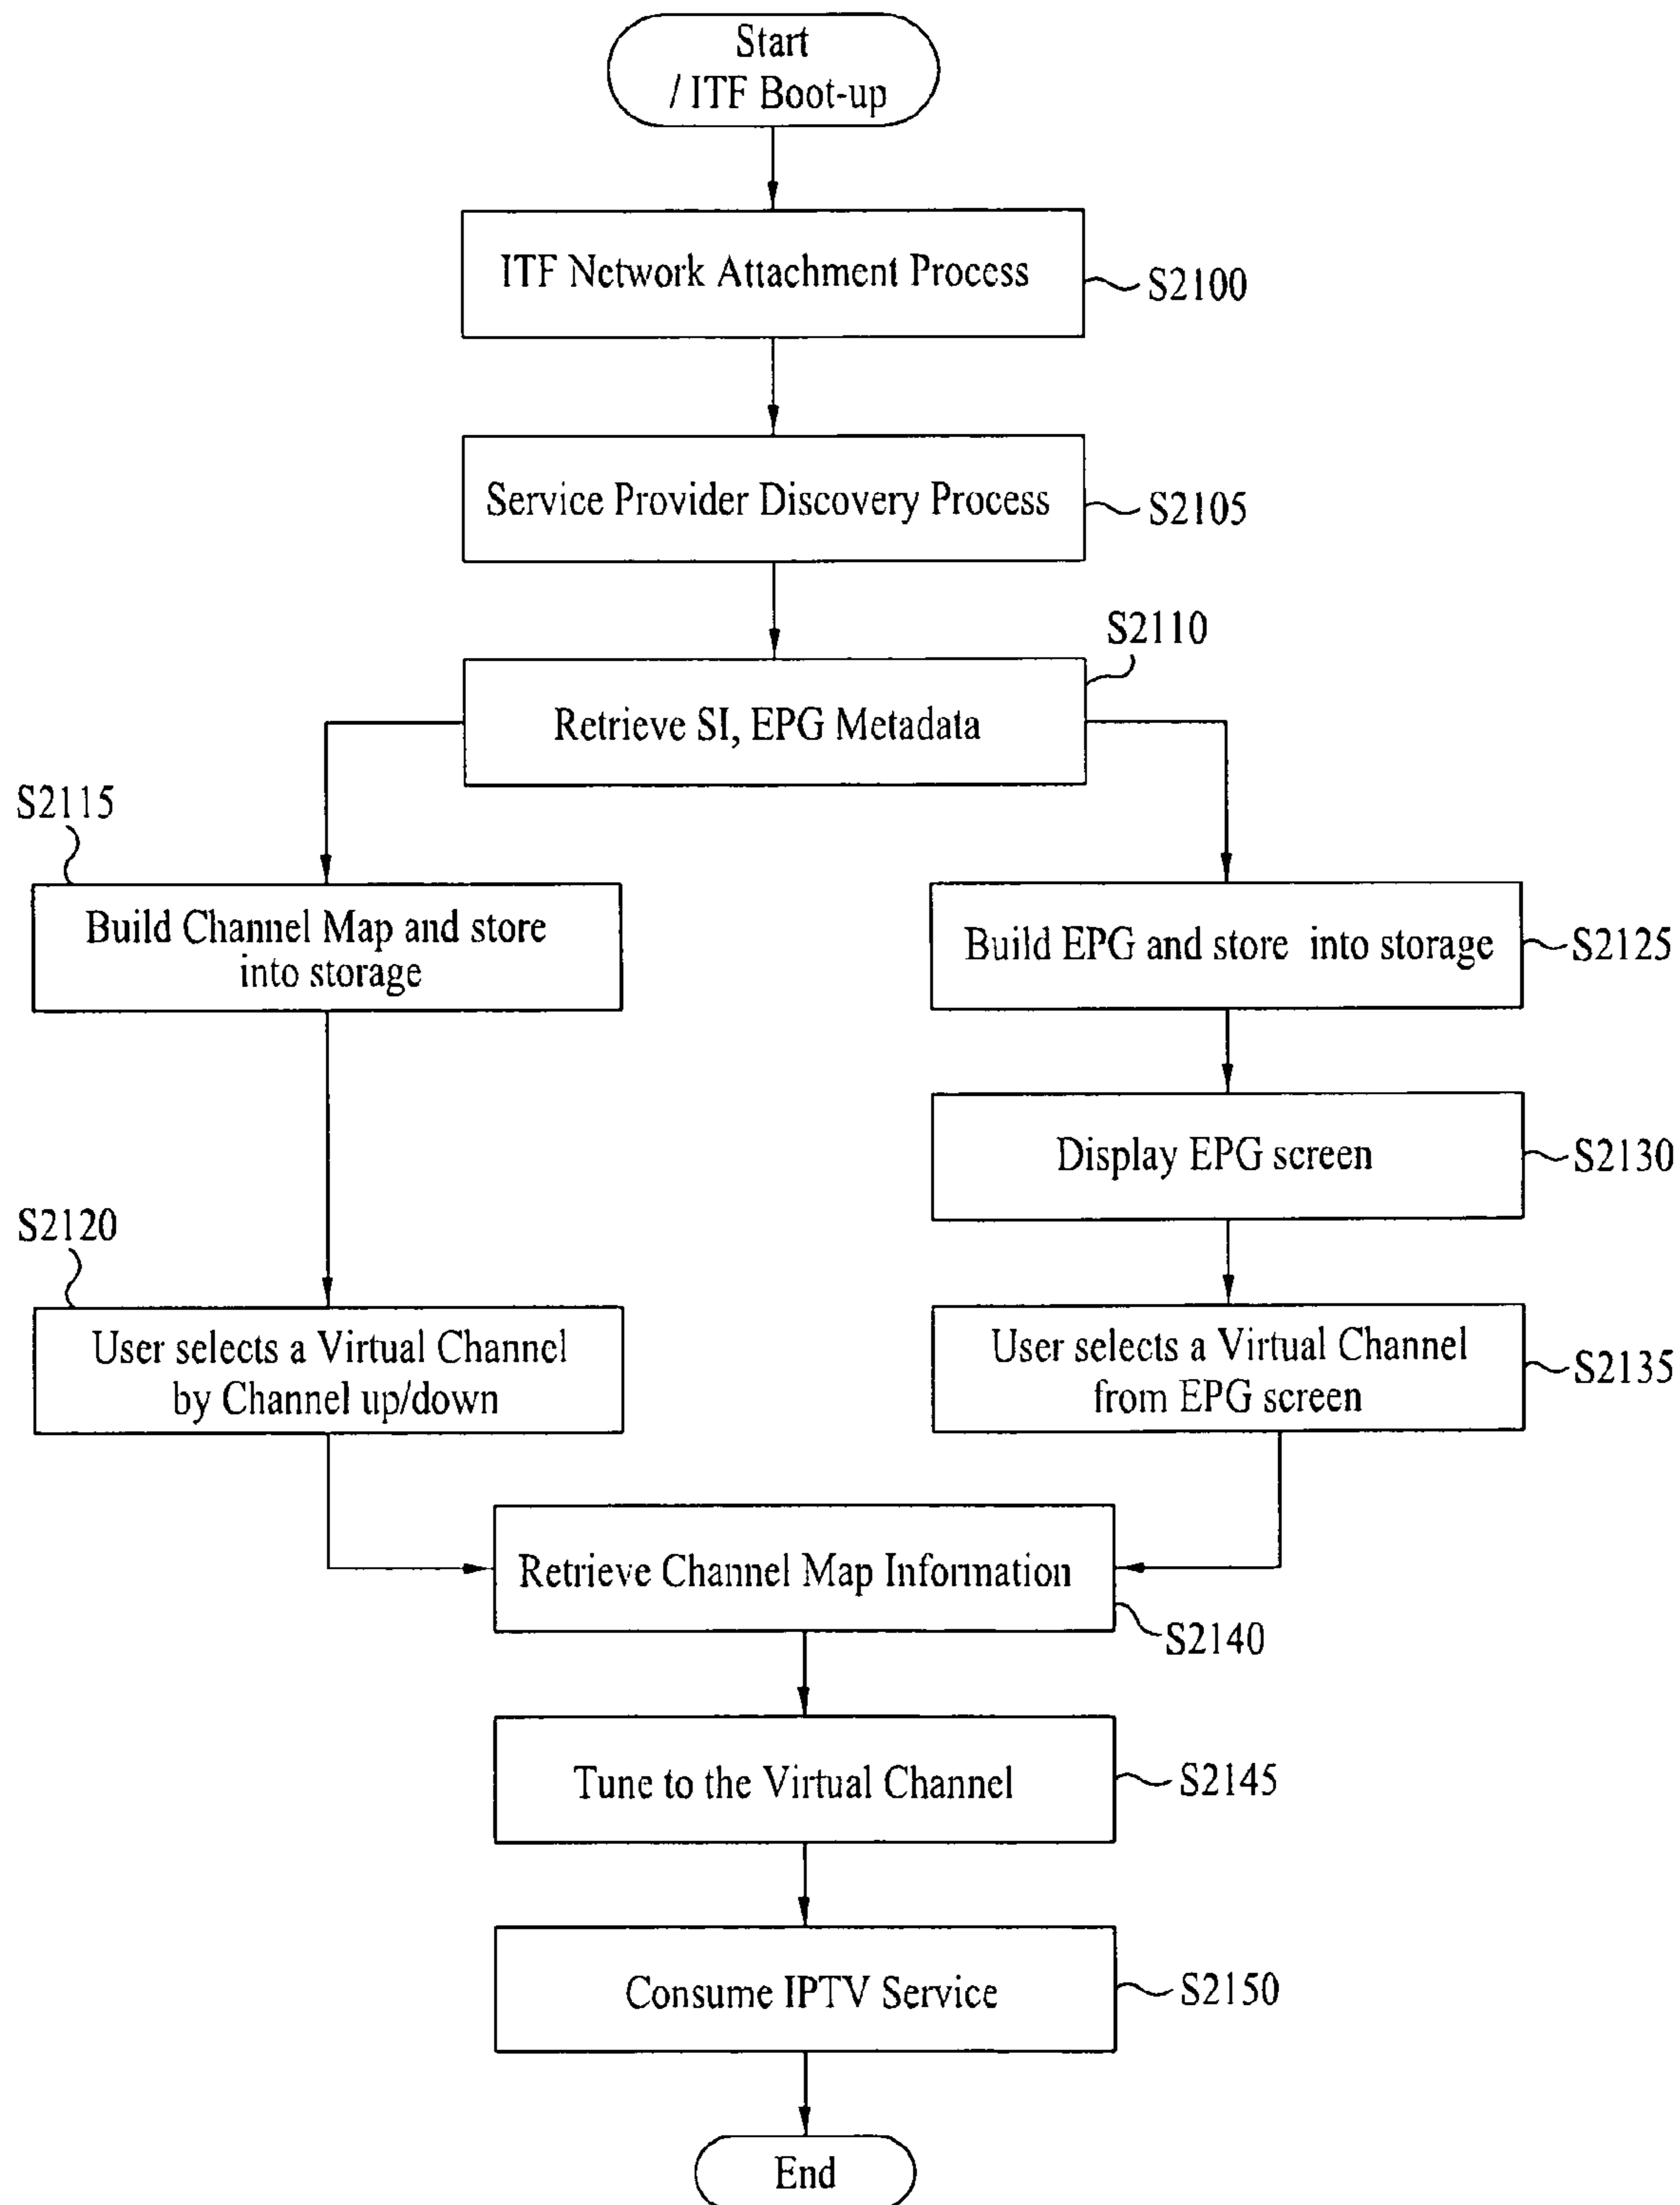 Start
/ ITF Boot-up
ITF Network Attachment Process
S2100
Service Provider Discovery Process
S2105
S2110
Retrieve SI, EPG Metadata
S2115
Build Channel Map and store
into storage
Build EPG and store into storage
S2125
Display EPG screen
S2130
S2120
User selects a Virtual Channel
by Channel up/down
User selects a Virtual Channel
from EPG screen
S2135
Retrieve Channel Map Information
S2140
Tune to the Virtual Channel
S2145
Consume IPTV Service
S2150
End